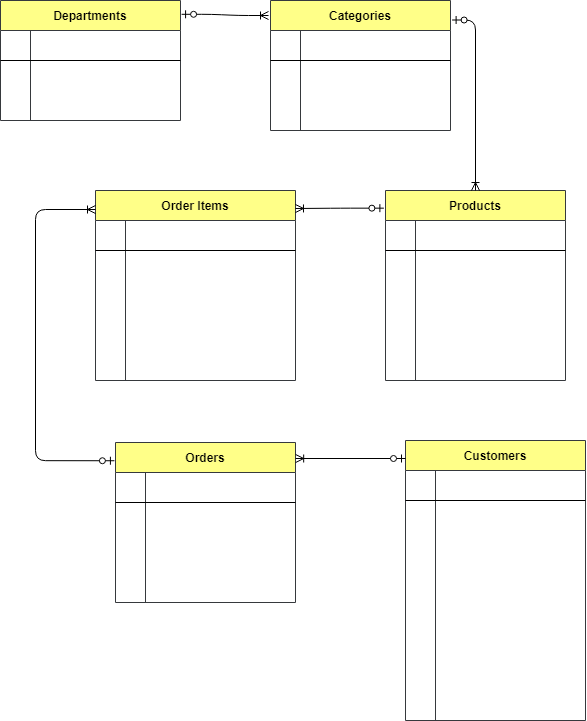 Departments
Categories
Order Items
Products
Orders
Customers